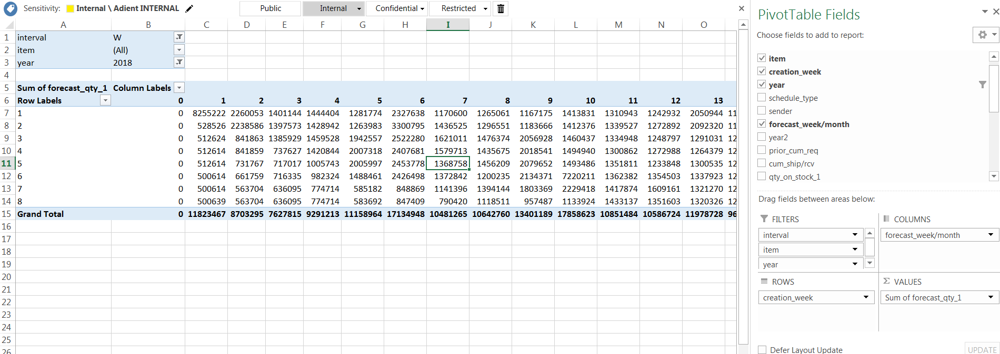 Sensitivity: Internal \ Adient INTERNAL Public Internal Confidential Restricted
A B C D E F G H I J K L M N O
1 interval W
2 item (All)
3 year 2018
4
5 Sum of forecast_qty_1 Column Labels
6 Row Labels 0 1 2 3 4 5 6 7 8 9 10 11 12 13
7 1 0 8255222 2260053 1401144 1444404 1281774 2327638 1170600 1265061 1167175 1413831 1310943 1242932 2050944 11
8 2 0 528526 2238586 1397573 1428942 1263983 3300795 1436525 1296551 1183666 1412376 1339527 1272892 2092320 11
9 3 0 512624 841863 1385929 1459528 1942557 2522280 1621011 1476374 2056928 1460437 1334948 1248797 1291031 12
10 4 0 512614 841859 737627 1420844 2007318 2407681 1579713 1435675 2018541 1494940 1300862 1272988 1264379 12
11 5 0 512614 731767 717017 1005743 2005997 2453778 1368758 1456209 2079652 1493486 1351811 1233848 1300535 12
12 6 0 500614 661759 716335 982324 1488461 2426498 1372842 1200235 2134371 7220211 1362382 1354503 1337923 12
13 7 0 500614 563704 636095 774714 585182 848869 1141396 1394144 1803369 2229418 1417874 1609161 1321270 12
14 8 0 500639 563704 636095 774714 583692 847409 790420 1118511 957487 1133924 1433137 1351603 1320326 12
15 Grand Total 0 11823467 8703295 7627815 9291213 11158964 17134948 10481265 10642760 13401189 17858623 10851484 10586724 11978728 96
16
17
18
19
20
21
22
23
24
25
26
PivotTable Fields
Choose fields to add to report:
item
creation_week
year
schedule_type
sender
forecast_week/month
year2
prior_cum_req
cum_ship/rcv
qty_on_stock_1
Drag fields between areas below:
FILTERS
interval
item
year
COLUMNS
forecast_week/month
ROWS
creation_week
VALUES
Sum of forecast_qty_1
Defer Layout Update UPDATE